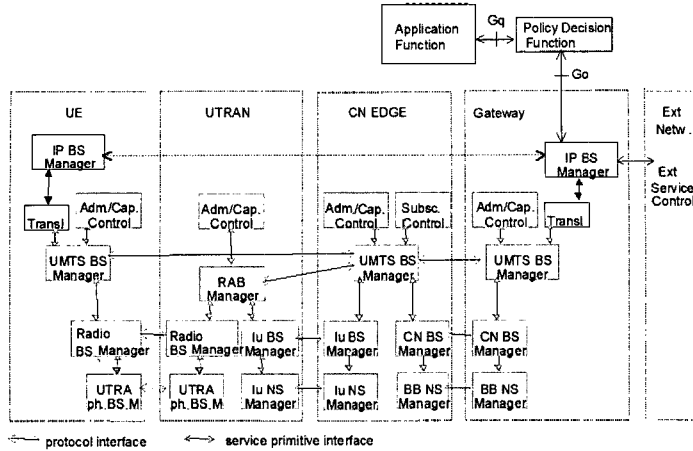 Application
Function
Gq
Policy Decision
Function
Go
UE
UTRAN
CN EDGE
Gateway
Ext
Netw.
IP BS
Manager
IP BS
Manager
Ext
Service
Control
Transl
Adm./Cap.
Control
Adm./Cap.
Control
Adm./Cap.
Control
Subsc.
Control
Adm./Cap.
Control
Transl
UMTS BS
Manager
RAB
Manager
UMTS BS
Manager
UMTS BS
Manager
Radio
BS Manager
Radio
BS Manager
Iu BS
Manager
Iu BS
Manager
CN BS
Manager
CN BS
Manager
UTRA
ph. BS M
UTRA
ph. BS M
Iu NS
Manager
Iu NS
Manager
BB NS
Manager
BB NS
Manager
protocol interface
service primitive interface